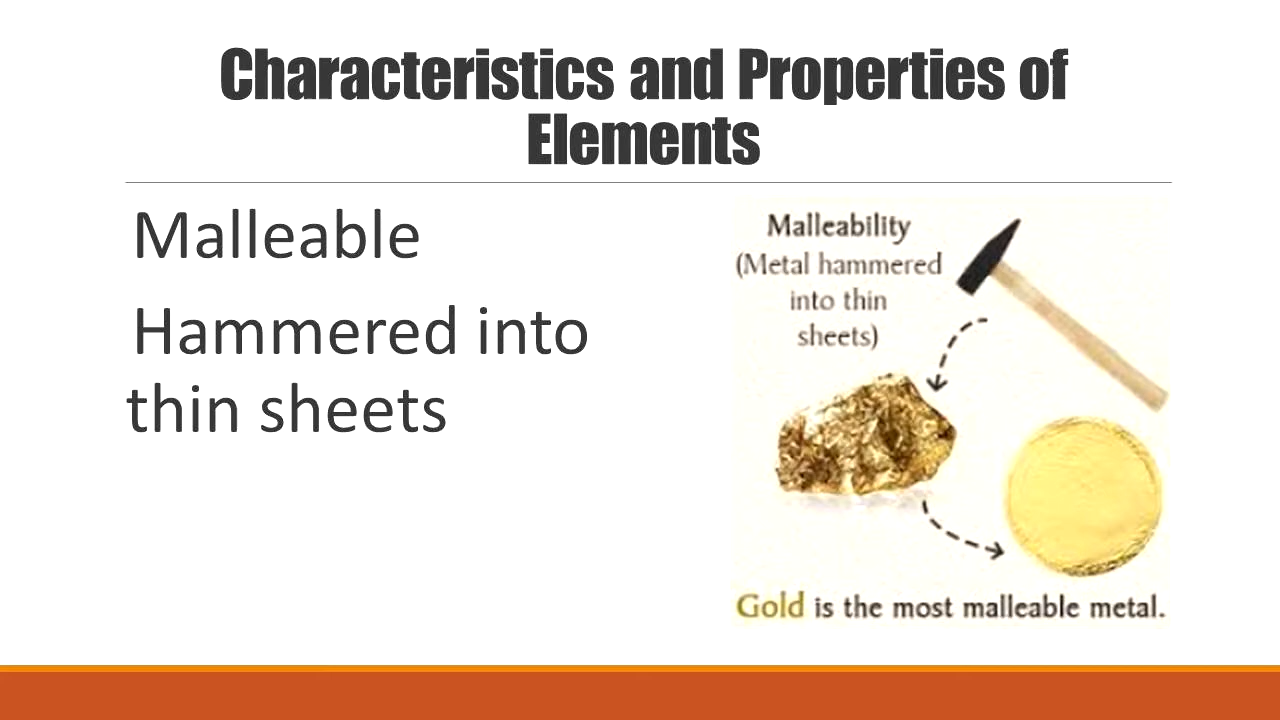 Characteristics and Properties of
Elements
Malleable
Hammered into
thin sheets
Malleability
(Metal hammered
into thin
sheets)
Gold is the most malleable metal.